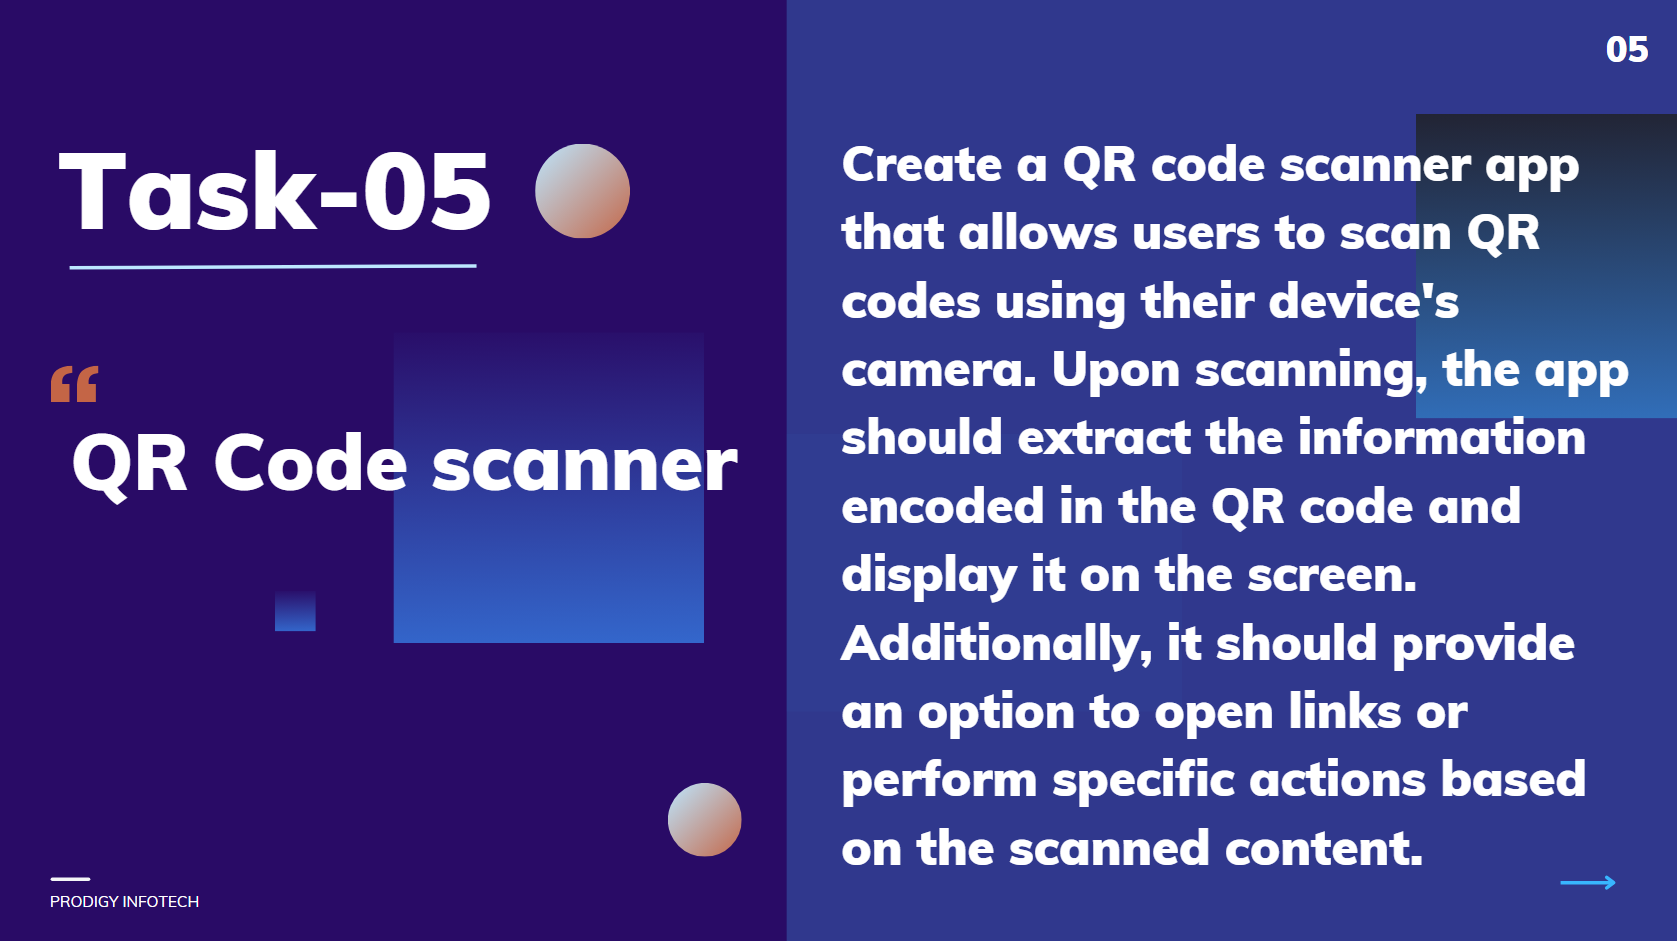 05
Task-05
“
QR Code scanner
PRODIGY INFOTECH
Create a QR code scanner app
that allows users to scan QR
codes using their device's
camera. Upon scanning, the app
should extract the information
encoded in the QR code and
display it on the screen.
Additionally, it should provide
an option to open links or
perform specific actions based
on the scanned content.